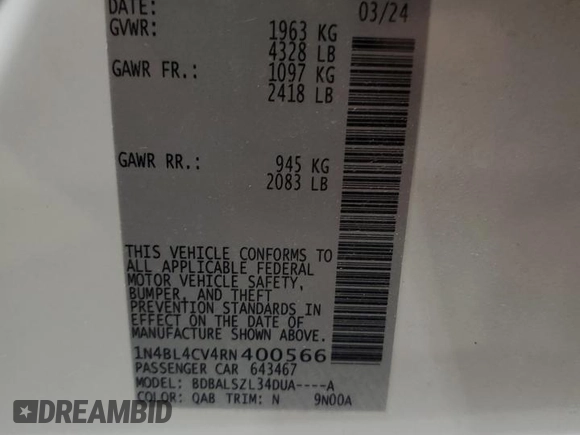 DATE: 03/24
GVWR: 1963 KG
4328 LB
GAWR FR.: 1097 KG
2418 LB
GAWR RR.: 945 KG
2083 LB
THIS VEHICLE CONFORMS TO
ALL APPLICABLE FEDERAL
MOTOR VEHICLE SAFETY,
BUMPER, AND THEFT
PREVENTION STANDARDS IN
EFFECT ON THE DATE OF
MANUFACTURE SHOWN ABOVE.
1N4BL4CV4RN400566
PASSENGER CAR 643467
MODEL: BDBALSZL34DUA----A
COLOR: QAB TRIM: N 9N00A
DREAMBID
DREAMBID